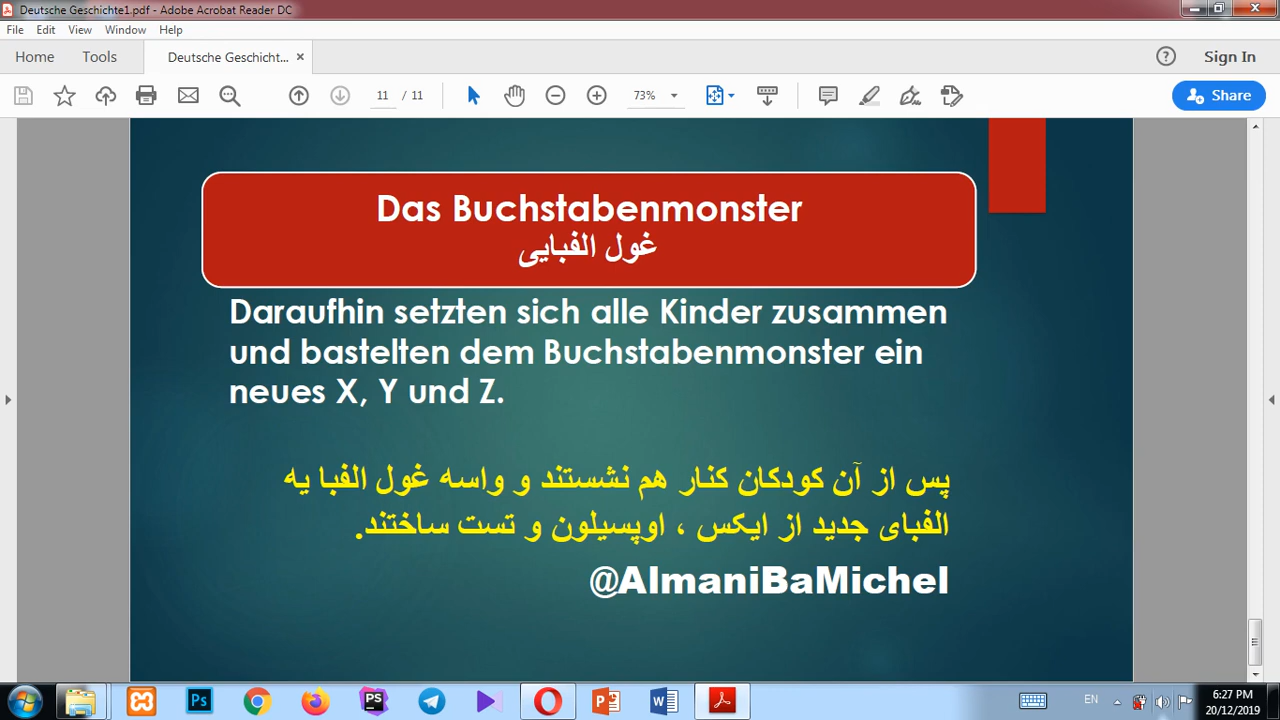 Deutsche Geschichte1.pdf - Adobe Acrobat Reader DC
File Edit View Window Help
Home Tools Deutsche Geschicht... × Sign In
11 / 11 73% Share
Das Buchstabenmonster
غول الفبایی
Daraufhin setzten sich alle Kinder zusammen
und bastelten dem Buchstabenmonster ein
neues X, Y und Z.
پس از آن کودکان کنار هم نشستند و واسه غول الفبا یه
الفبای جدید از ایکس ، اوپسیلون و تست ساختند.
@AlmaniBaMichel
Ps PS EN 6:27 PM
20/12/2019